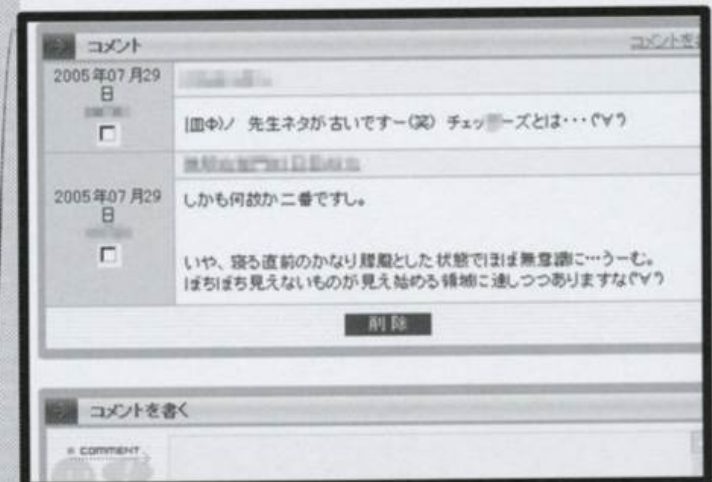 コメント
コメントを
2005年07月29
日
|皿Φ)ノ 先生ネタが古いですー(笑) チェッ ーズとは・・・(゚∀゚)
2005年07月29
日
しかも何故か二番ですし。
いや、寝る直前のかなり朦朧とした状態でほぼ無意識に…うーむ。
ぼちぼち見えないものが見え始める領域に達しつつありますな(゚∀゚)
削除
コメントを書く
COMMENT